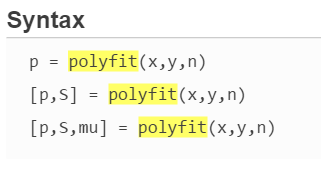 Syntax
p = polyfit(x,y,n)
[p,S] = polyfit(x,y,n)
[p,S,mu] = polyfit(x,y,n)